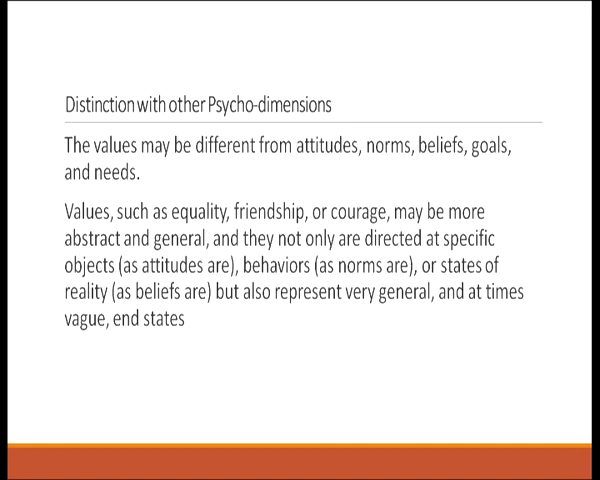 Distinction with other Psycho-dimensions
The values may be different from attitudes, norms, beliefs, goals,
and needs.
Values, such as equality, friendship, or courage, may be more
abstract and general, and they not only are directed at specific
objects (as attitudes are), behaviors (as norms are), or states of
reality (as beliefs are) but also represent very general, and at times
vague, end states